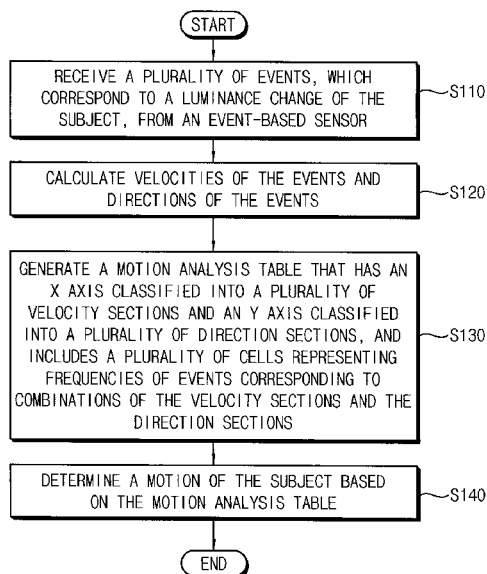 START
RECEIVE A PLURALITY OF EVENTS, WHICH
CORRESPOND TO A LUMINANCE CHANGE OF THE
SUBJECT, FROM AN EVENT-BASED SENSOR
S110
CALCULATE VELOCITIES OF THE EVENTS AND
DIRECTIONS OF THE EVENTS
S120
GENERATE A MOTION ANALYSIS TABLE THAT HAS AN
X AXIS CLASSIFIED INTO A PLURALITY OF
VELOCITY SECTIONS AND AN Y AXIS CLASSIFIED
INTO A PLURALITY OF DIRECTION SECTIONS, AND
INCLUDES A PLURALITY OF CELLS REPRESENTING
FREQUENCIES OF EVENTS CORRESPONDING TO
COMBINATIONS OF THE VELOCITY SECTIONS AND THE
DIRECTION SECTIONS
S130
DETERMINE A MOTION OF THE SUBJECT BASED
ON THE MOTION ANALYSIS TABLE
S140
END